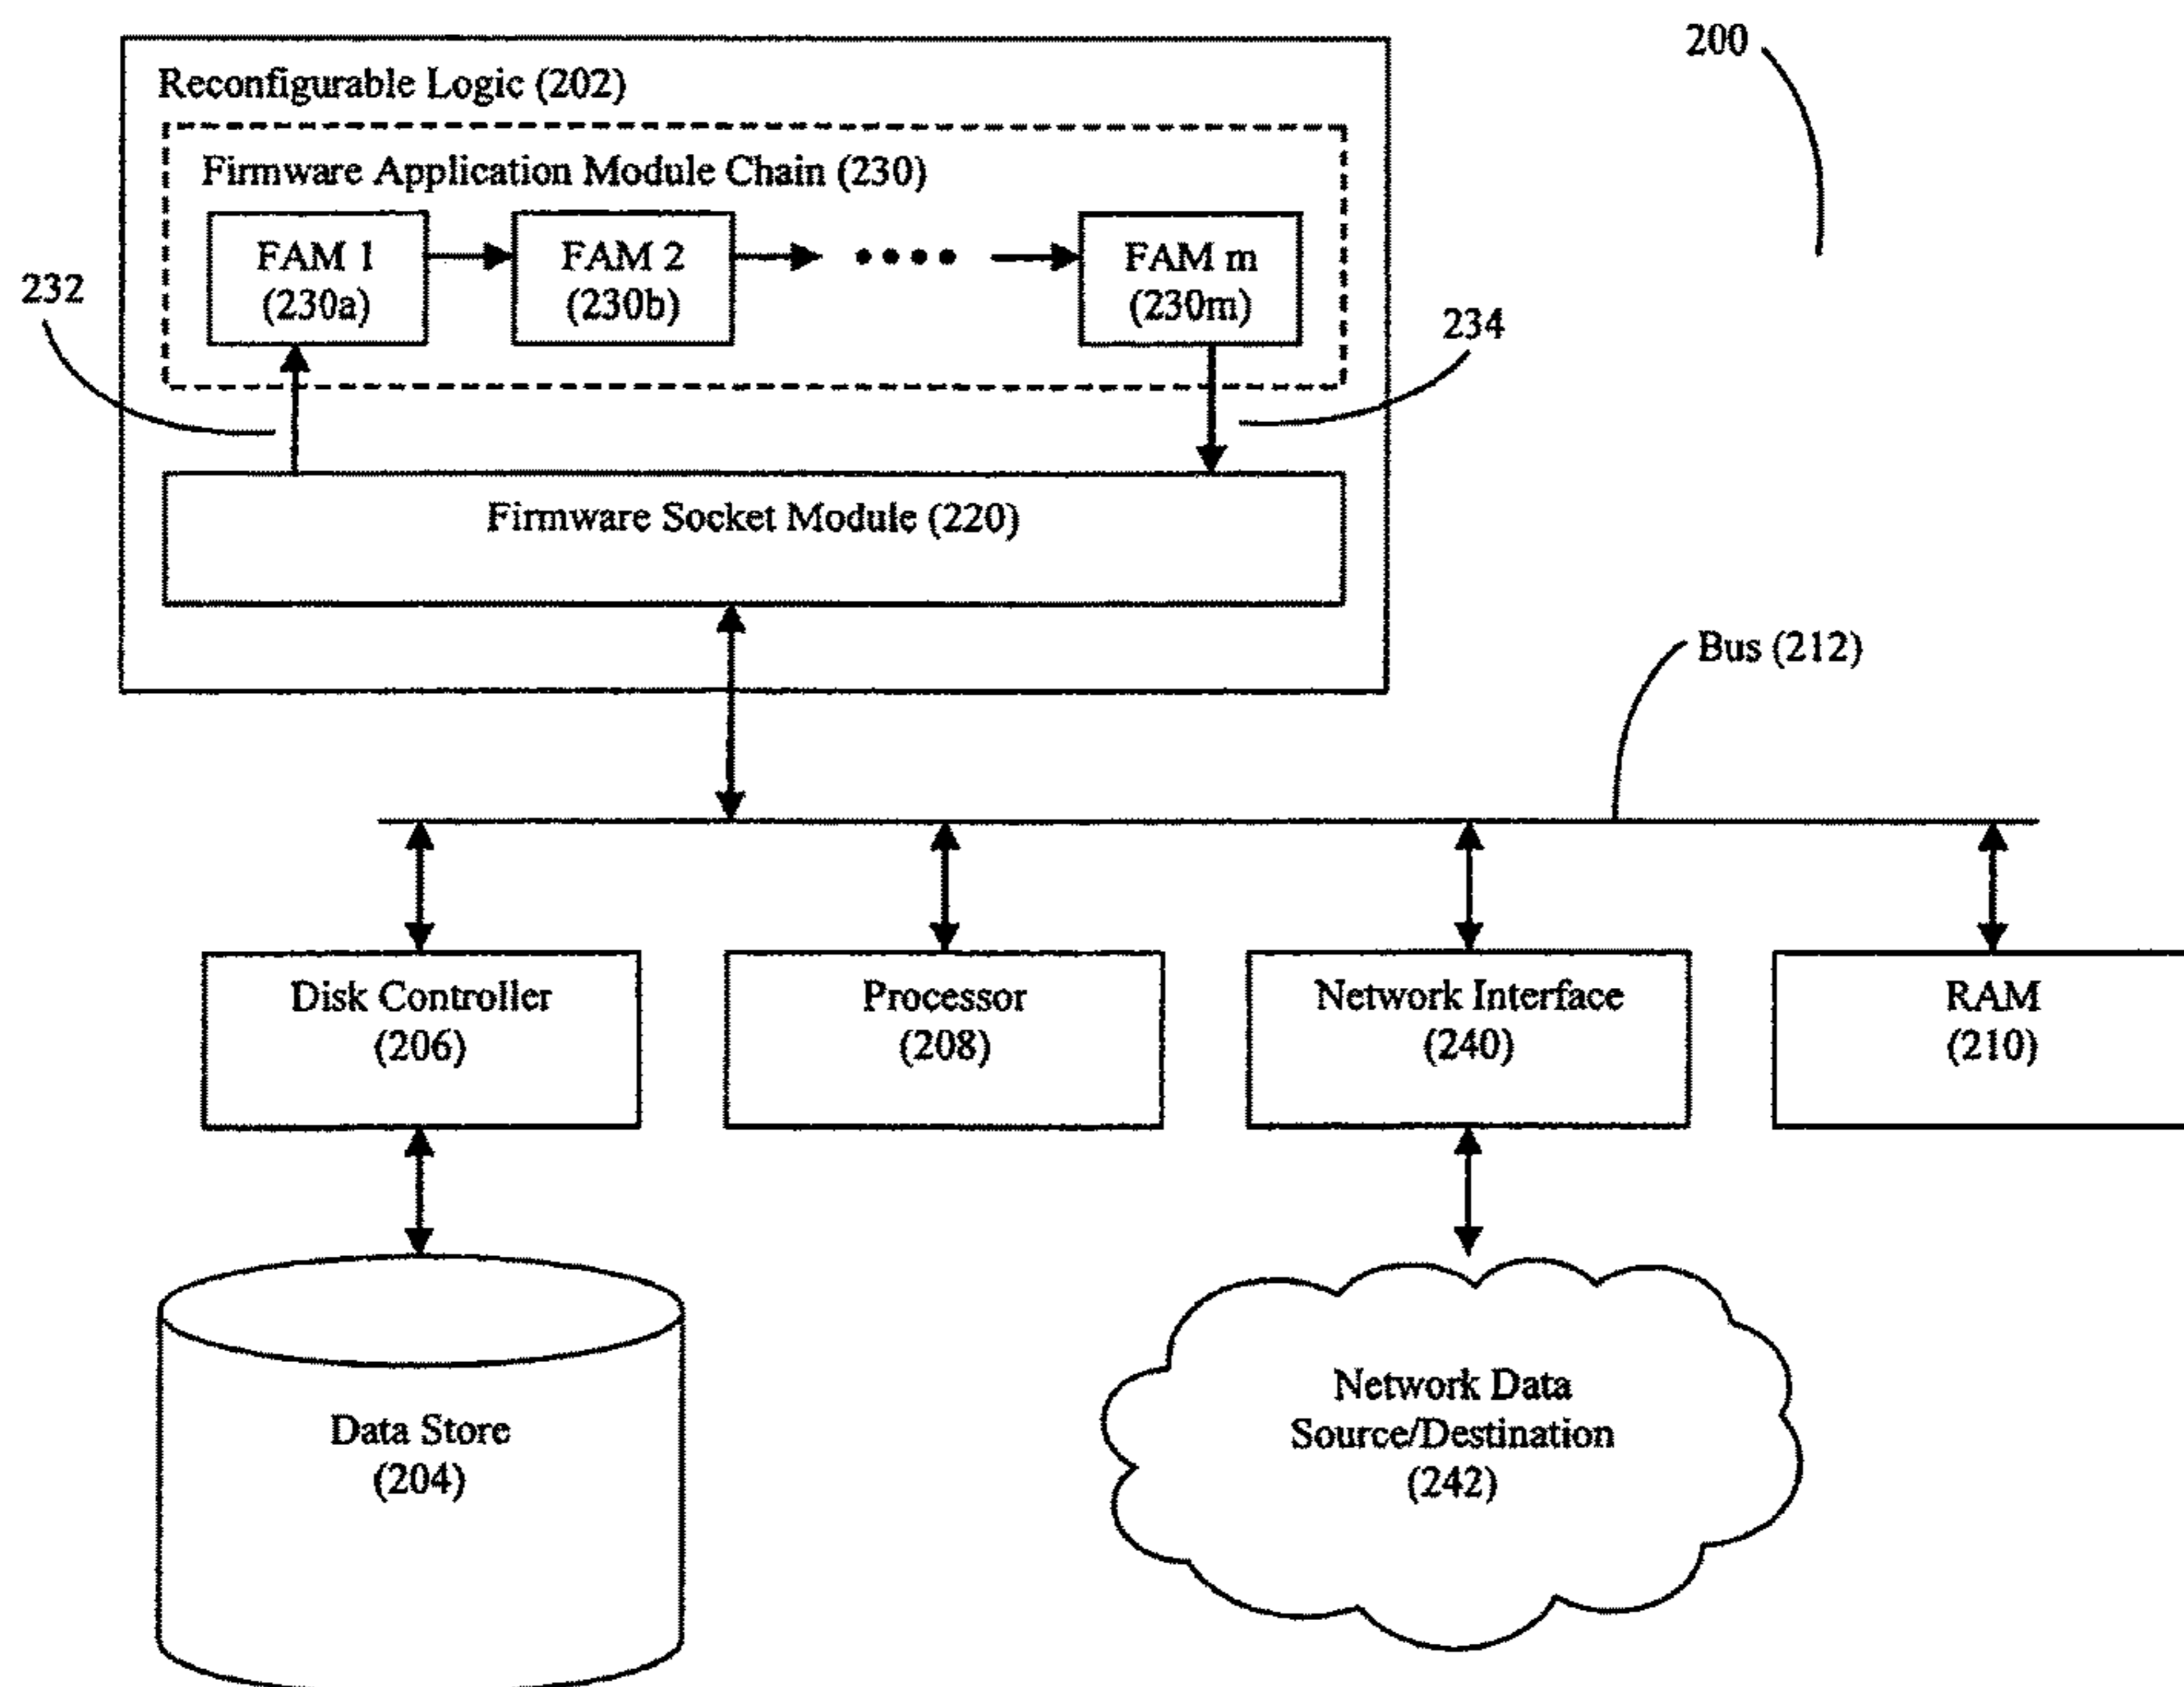 200
Reconfigurable Logic (202)
Firmware Application Module Chain (230)
FAM 1
(230a)
FAM 2
(230b)
FAM m
(230m)
232
234
Firmware Socket Module (220)
Bus (212)
Disk Controller
(206)
Processor
(208)
Network Interface
(240)
RAM
(210)
Data Store
(204)
Network Data
Source/Destination
(242)